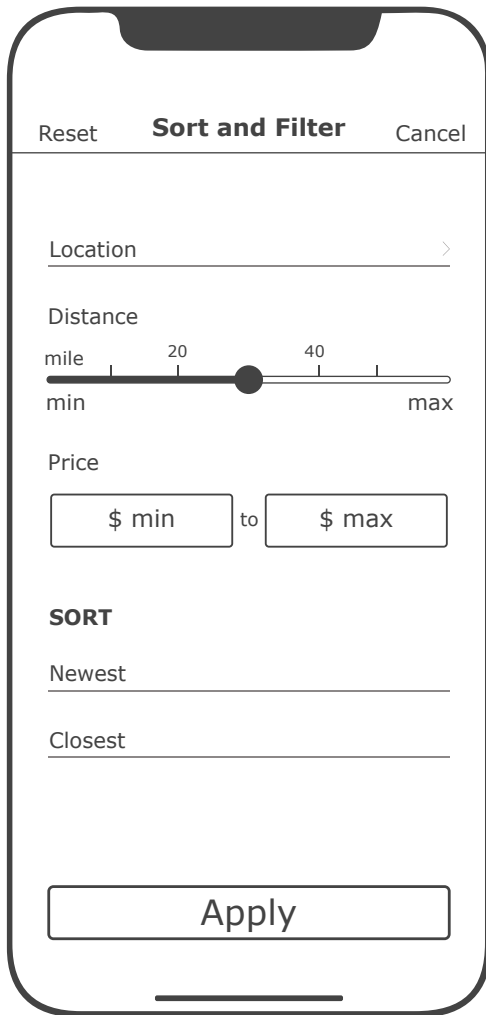 Reset Sort and Filter Cancel
Location
Distance
mile 20 40
min max
Price
$ min to $ max
SORT
Newest
Closest
Apply